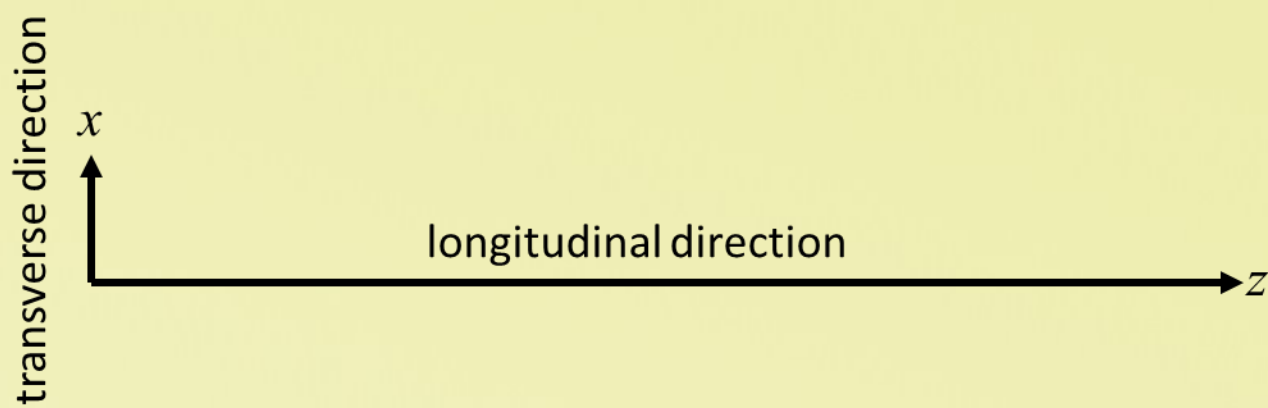 transverse direction
x
longitudinal direction
z